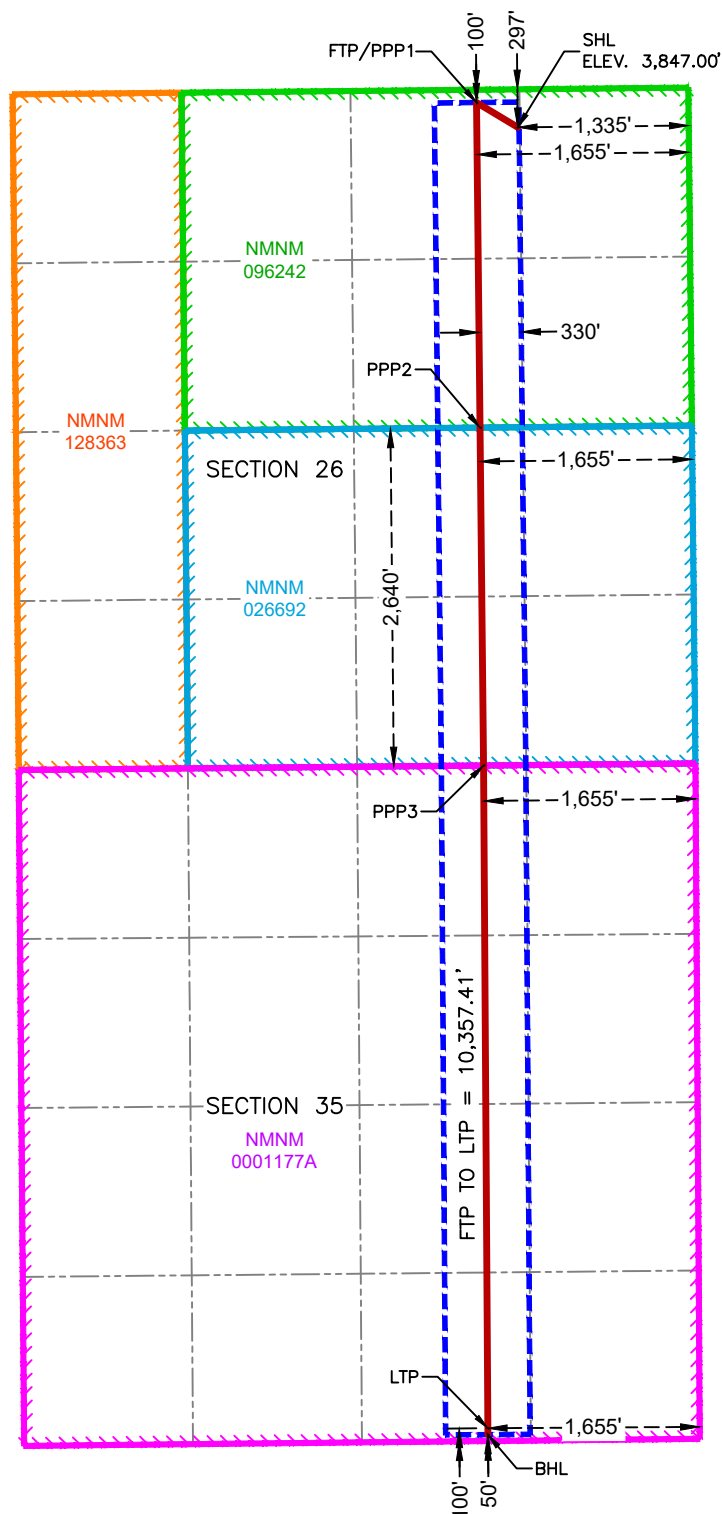 100'
297'
FTP/PPP1
SHL
ELEV. 3,847.00'
1,335'
1,655'
NMNM
096242
330'
PPP2
NMNM
128363
SECTION 26
1,655'
2,640'
NMNM
026692
PPP3
1,655'
FTP TO LTP = 10,357.41'
SECTION 35
NMNM
0001177A
LTP
1,655'
BHL
100'
50'